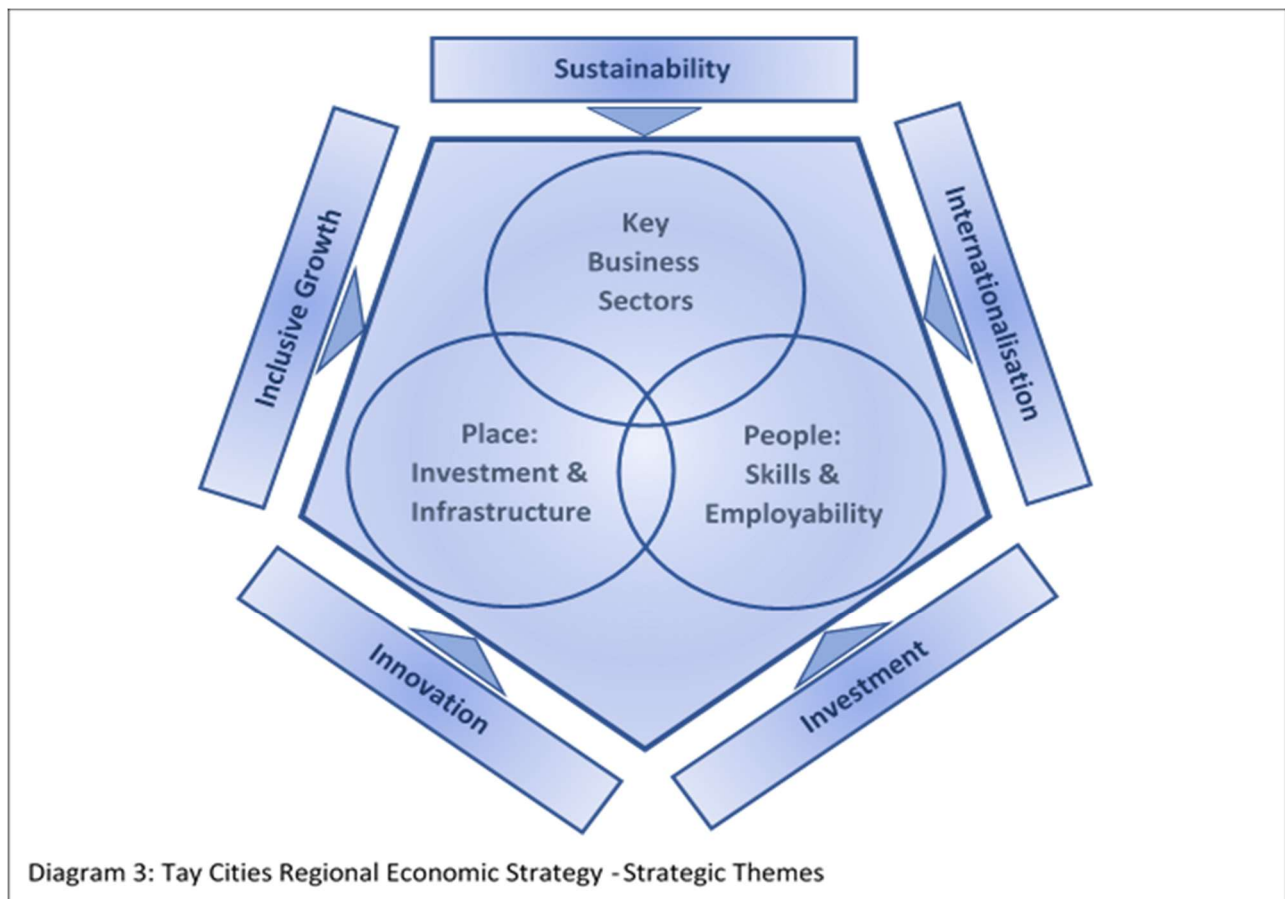 Sustainability
Inclusive Growth
Internationalisation
Key
Business
Sectors
Place:
Investment &
Infrastructure
People:
Skills &
Employability
Innovation
Investment
Diagram 3: Tay Cities Regional Economic Strategy - Strategic Themes